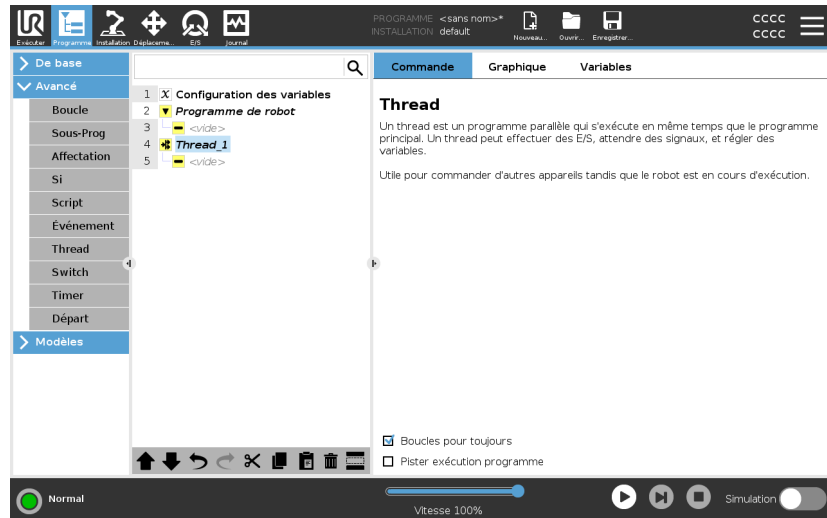 PROGRAMME <sans nom>*
INSTALLATION default
cccc
cccc
Exécuter Programme Installation Déplaceme... E/S Journal
Nouveau... Ouvrir... Enregistrer...
De base
Avancé
Boucle
Sous-Prog
Affectation
Si
Script
Événement
Thread
Switch
Timer
Départ
Modèles
1 X Configuration des variables
2 Programme de robot
3 <vide>
4 Thread_1
5 <vide>
Commande Graphique Variables
Thread
Un thread est un programme parallèle qui s'exécute en même temps que le programme
principal. Un thread peut effectuer des E/S, attendre des signaux, et régler des
variables.
Utile pour commander d'autres appareils tandis que le robot est en cours d'exécution.
Boucles pour toujours
Pister exécution programme
Normal
Vitesse 100%
Simulation